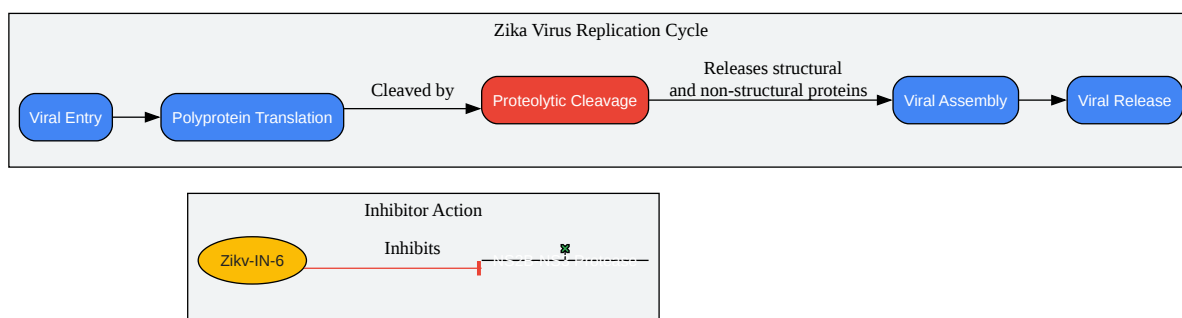 Zika Virus Replication Cycle
Releases structural
and non-structural proteins
Cleaved by
Viral Entry
Polyprotein Translation
Proteolytic Cleavage
Viral Assembly
Viral Release
Inhibitor Action
Inhibits
Zikv-IN-6